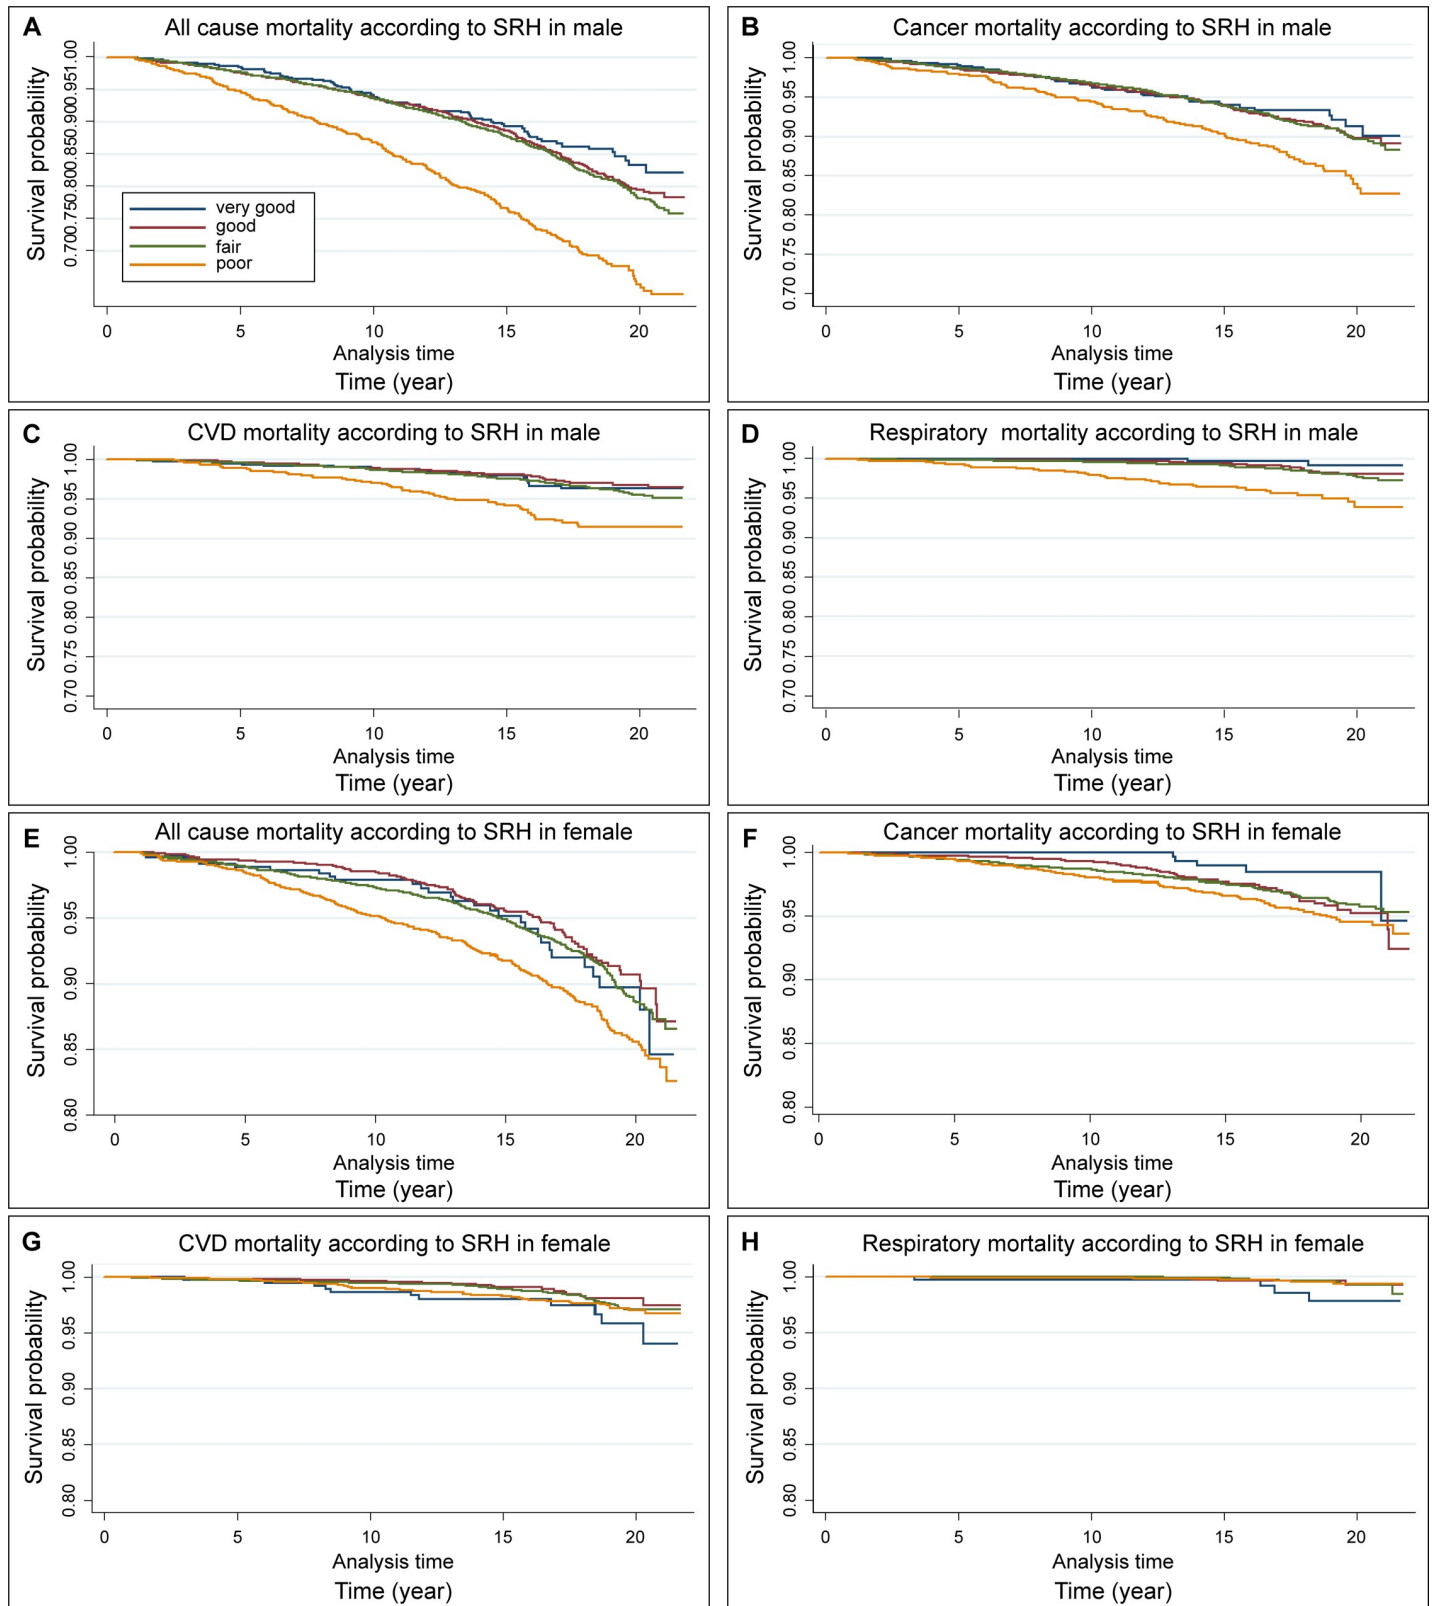 A All cause mortality according to SRH in male
Survival probability
0.70 0.75 0.80 0.85 0.90 0.95 1.00
very good
good
fair
poor
0 5 10 15 20
Analysis time
Time (year)
B Cancer mortality according to SRH in male
Survival probability
0.70 0.75 0.80 0.85 0.90 0.95 1.00
0 5 10 15 20
Analysis time
Time (year)
C CVD mortality according to SRH in male
Survival probability
0.70 0.75 0.80 0.85 0.90 0.95 1.00
0 5 10 15 20
Analysis time
Time (year)
D Respiratory mortality according to SRH in male
Survival probability
0.70 0.75 0.80 0.85 0.90 0.95 1.00
0 5 10 15 20
Analysis time
Time (year)
E All cause mortality according to SRH in female
Survival probability
0.80 0.85 0.90 0.95 1.00
0 5 10 15 20
Analysis time
Time (year)
F Cancer mortality according to SRH in female
Survival probability
0.80 0.85 0.90 0.95 1.00
0 5 10 15 20
Analysis time
Time (year)
G CVD mortality according to SRH in female
Survival probability
0.80 0.85 0.90 0.95 1.00
0 5 10 15 20
Analysis time
Time (year)
H Respiratory mortality according to SRH in female
Survival probability
0.80 0.85 0.90 0.95 1.00
0 5 10 15 20
Analysis time
Time (year)